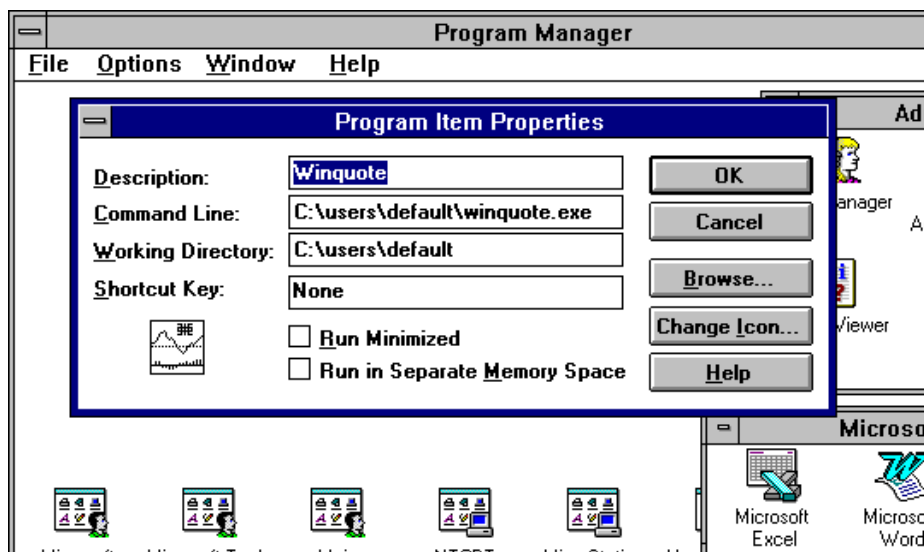 Program Manager
File Options Window Help
Ad
Program Item Properties
Description: Winquote
OK
Command Line: C:\users\default\winquote.exe
Cancel
Working Directory: C:\users\default
Shortcut Key: None
Browse...
Run Minimized
Change Icon...
Run in Separate Memory Space
Help
anager
A
Viewer
Microso
Microsoft
Excel
Microsoc
Word